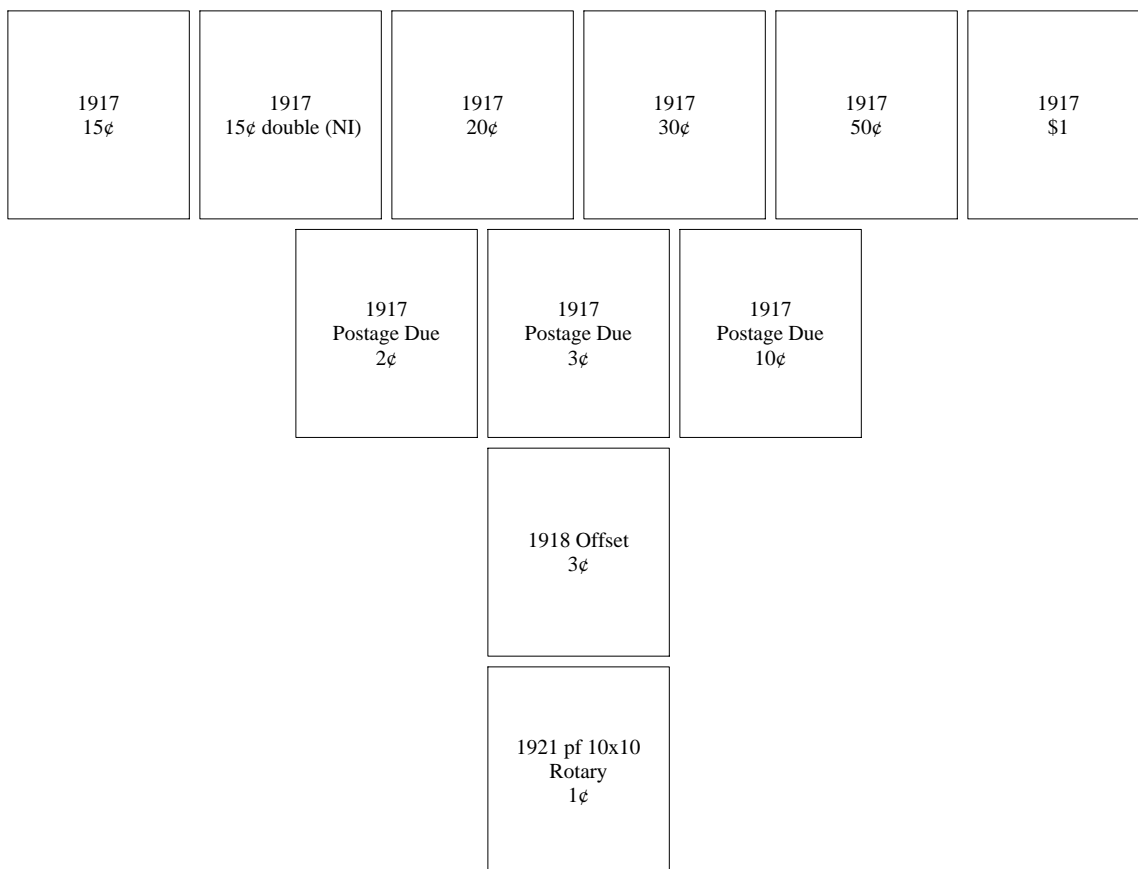 1917
15¢
1917
15¢ double (NI)
1917
20¢
1917
30¢
1917
50¢
1917
$1
1917
Postage Due
2¢
1917
Postage Due
3¢
1917
Postage Due
10¢
1918 Offset
3¢
1921 pf 10x10
Rotary
1¢